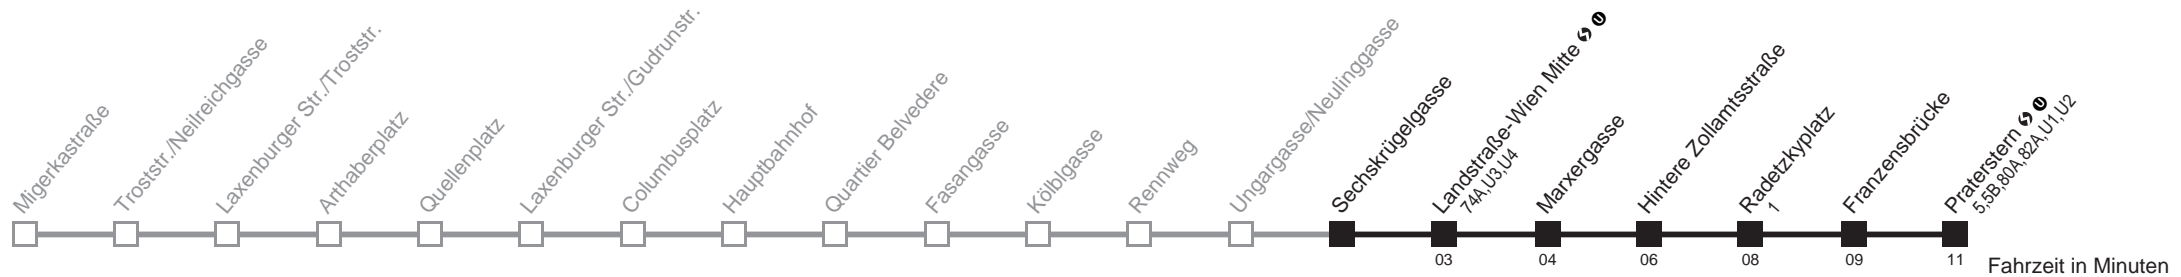 Migerkastraße
Troststr./Neilreichgasse
Laxenburger Str./Troststr.
Arthaberplatz
Quellenplatz
Laxenburger Str./Gudrunstr.
Columbusplatz
Hauptbahnhof
Quartier Belvedere
Fasangasse
Kölblgasse
Rennweg
Ungargasse/Neulinggasse
Sechskrügelgasse
Landstraße-Wien Mitte S U
74A,U3,U4
Marxergasse
Hintere Zollamtsstraße
Radetzkyplatz
1
Franzensbrücke
Praterstern S U
5,5B,80A,82A,U1,U2
03 04 06 08 09 11 Fahrzeit in Minuten